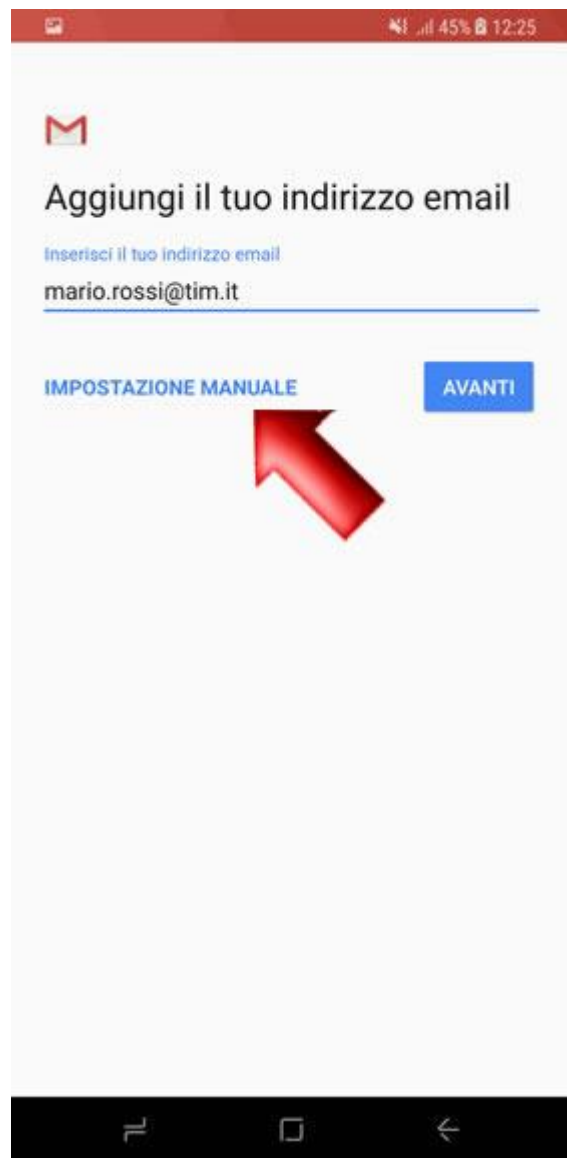 45% 12:25
Aggiungi il tuo indirizzo email
Inserisci il tuo indirizzo email
mario.rossi@tim.it
IMPOSTAZIONE MANUALE
AVANTI